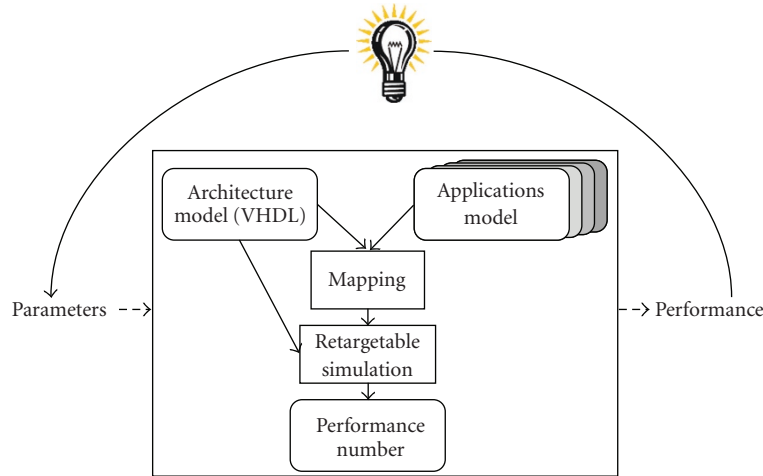 Architecture
model (VHDL)
Applications
model
Mapping
Parameters
Performance
Retargetable
simulation
Performance
number